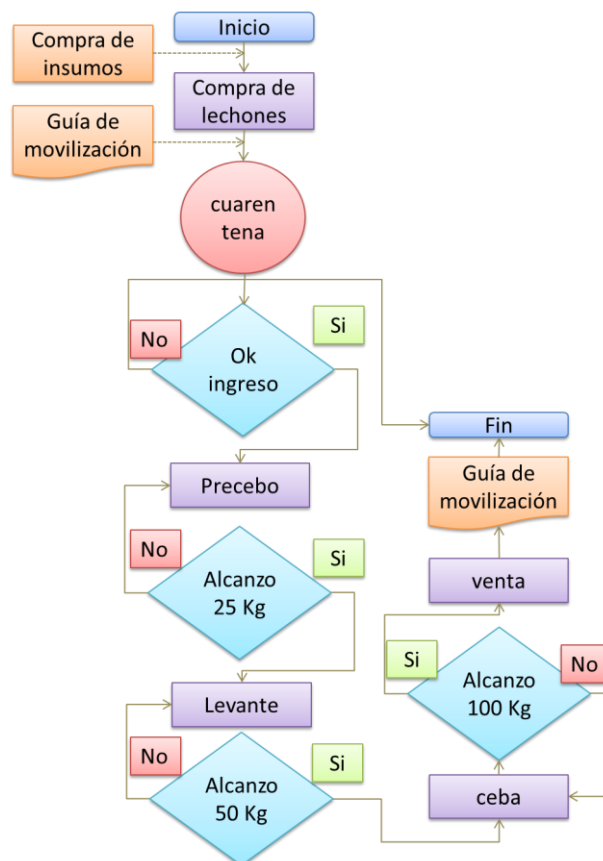 Inicio
Compra de
insumos
Compra de
lechones
Guía de
movilización
cuaren
tena
No
Si
Ok
ingreso
Fin
Precebo
Guía de
movilización
No
Si
Alcanzo
25 Kg
venta
Si
No
Alcanzo
100 Kg
Levante
No
Si
Alcanzo
50 Kg
ceba